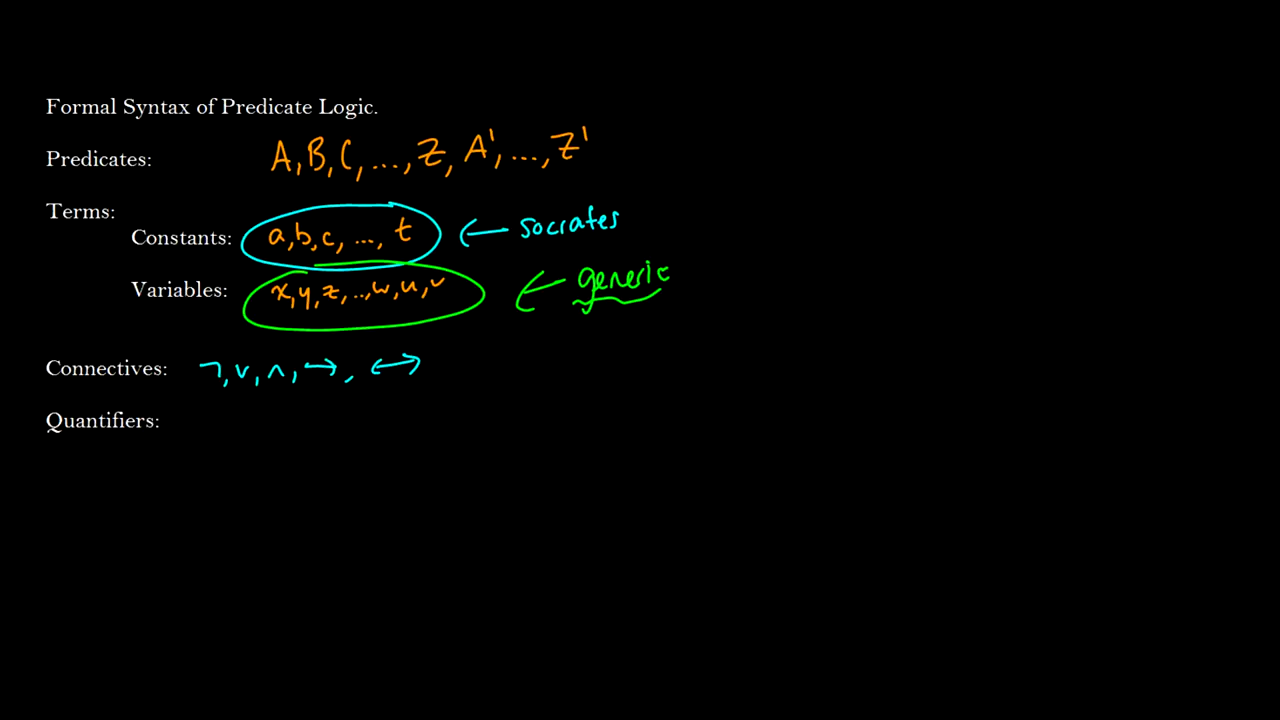 Formal Syntax of Predicate Logic.
Predicates: A, B, C, ..., Z, A', ..., Z'
Terms:
Constants: a, b, c, ..., t ← socrates
Variables: x, y, z, ..., w, u, v ← generic
Connectives: ¬, ∨, ∧, →, ↔
Quantifiers: